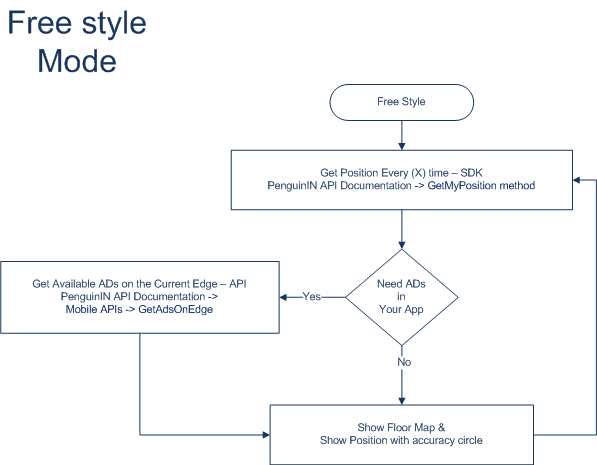 Free style
Mode
Free Style
Get Position Every (X) time – SDK
PenguinIN API Documentation -> GetMyPosition method
Need ADs
in
Your App
Yes
Get Available ADs on the Current Edge – API
PenguinIN API Documentation ->
Mobile APIs -> GetAdsOnEdge
No
Show Floor Map &
Show Position with accuracy circle